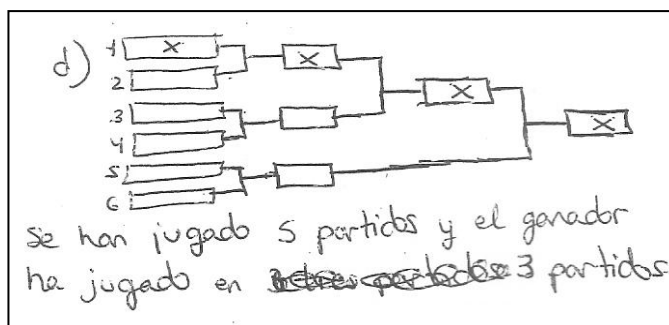 d)
1 X X
2
X
3
X
4
5
6
se han jugado 5 partidos y el ganador
ha jugado en 3 partidos